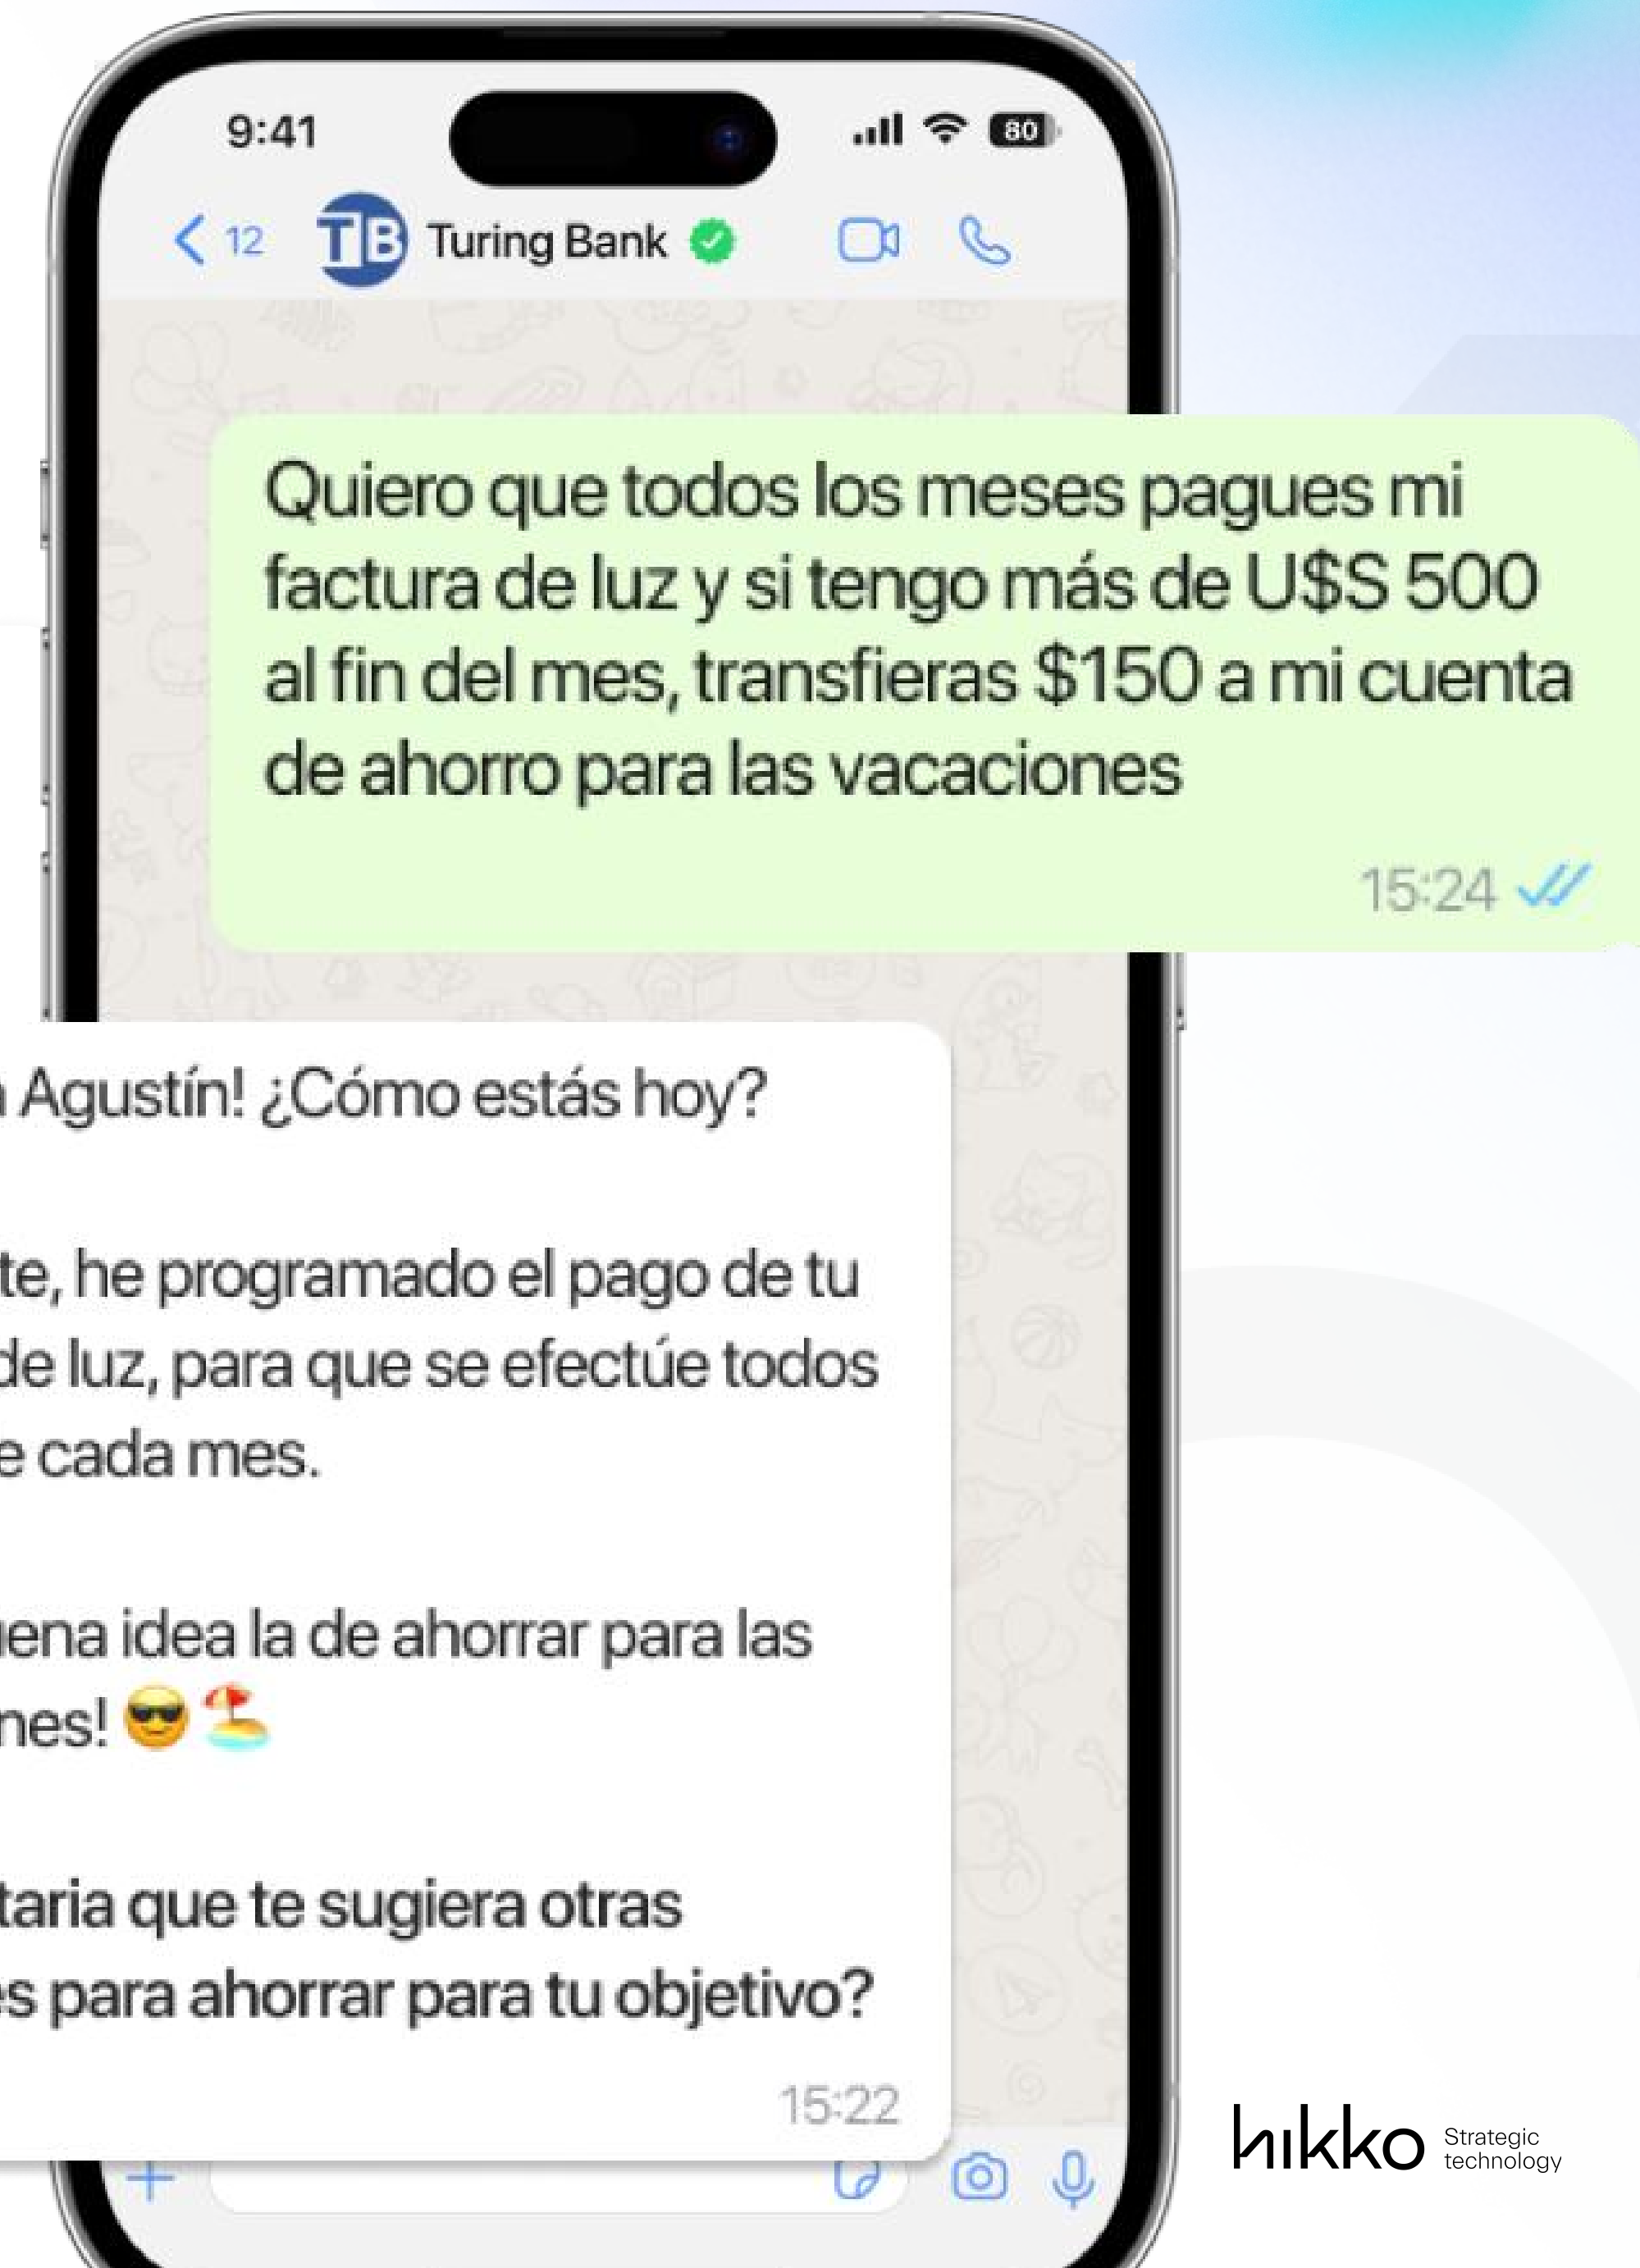 9:41
80
12
TB
Turing Bank
Quiero que todos los meses pagues mi
factura de luz y si tengo más de U$S 500
al fin del mes, transfieras $150 a mi cuenta
de ahorro para las vacaciones
15:24
Agustín! ¿Cómo estás hoy?
te, he programado el pago de tu
de luz, para que se efectúe todos
e cada mes.
ena idea la de ahorrar para las
nes! 😎🏖️
taria que te sugiera otras
s para ahorrar para tu objetivo?
15:22
hikko
Strategic
technology